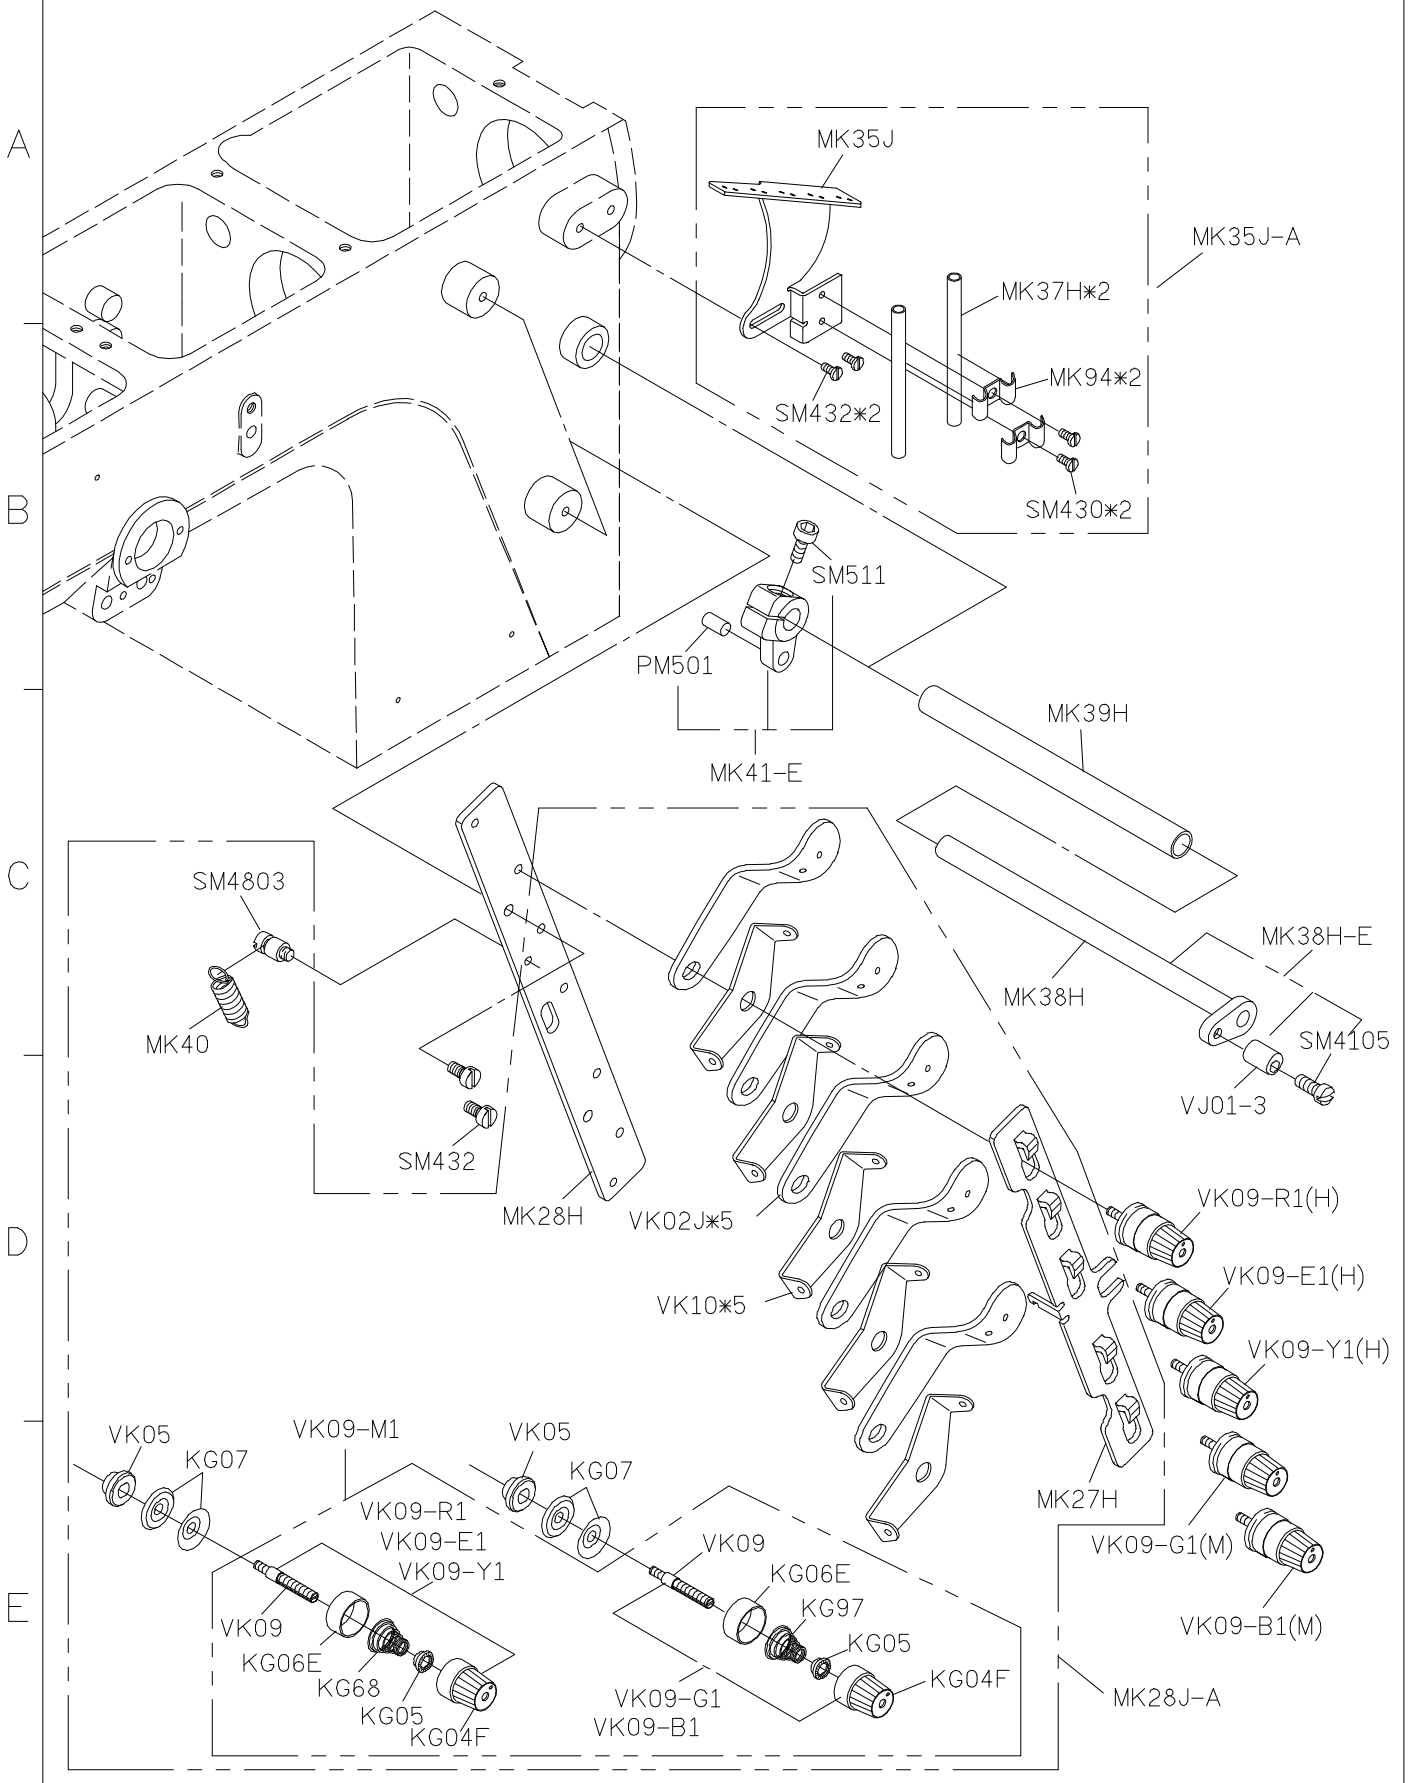 A
MK35J
MK35J-A
MK37H*2
MK94*2
SM432*2
B
SM430*2
SM511
PM501
MK39H
MK41-E
C
SM4803
MK38H-E
MK38H
MK40
SM4105
VJ01-3
SM432
MK28H
VK02J*5
VK09-R1(H)
D
VK10*5
VK09-E1(H)
VK09-Y1(H)
VK05
VK09-M1
VK05
KG07
KG07
MK27H
VK09-R1
VK09-E1
VK09-Y1
VK09
VK09-G1(M)
KG06E
KG97
E
VK09
VK09-B1(M)
KG06E
KG05
KG68
KG04F
KG05
VK09-G1
MK28J-A
KG04F
VK09-B1